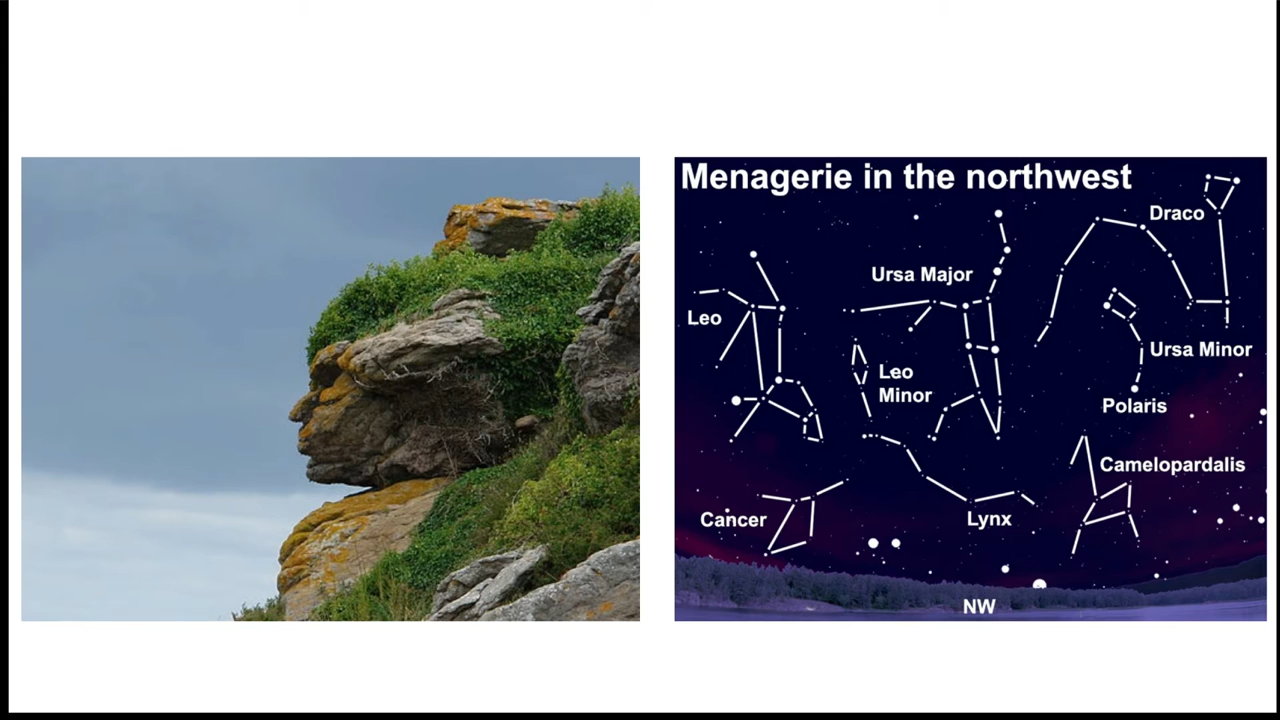 Menagerie in the northwest
Draco
Ursa Major
Leo
Ursa Minor
Leo
Minor
Polaris
Camelopardalis
Cancer
Lynx
NW